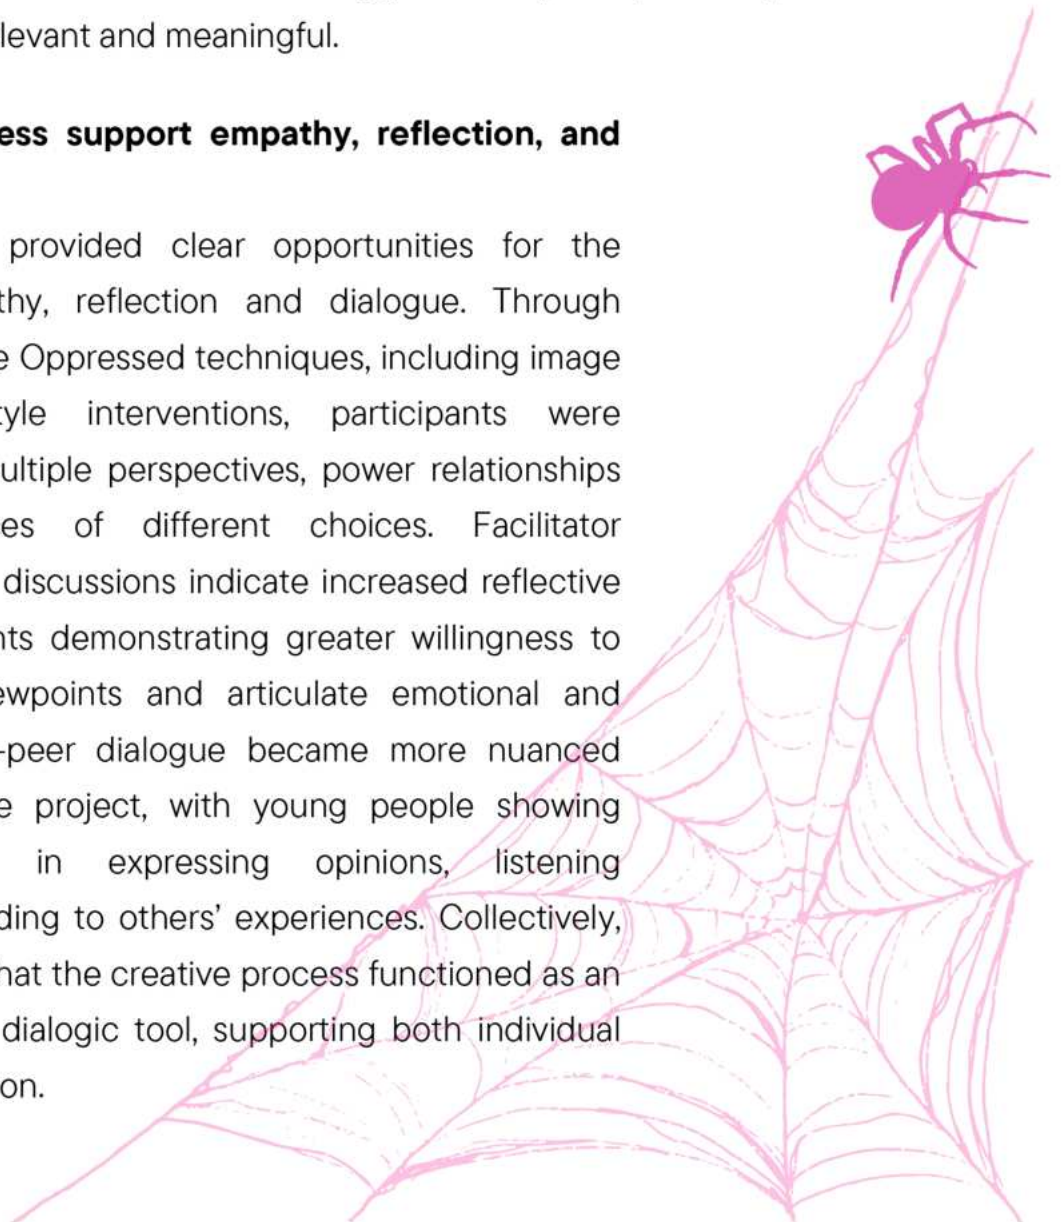 levant and meaningful.
ess support empathy, reflection, and
provided clear opportunities for the
thy, reflection and dialogue. Through
e Oppressed techniques, including image
tyle interventions, participants were
ultiple perspectives, power relationships
es of different choices. Facilitator
discussions indicate increased reflective
nts demonstrating greater willingness to
ewpoints and articulate emotional and
-peer dialogue became more nuanced
e project, with young people showing
in expressing opinions, listening
ding to others’ experiences. Collectively,
hat the creative process functioned as an
dialogic tool, supporting both individual
on.